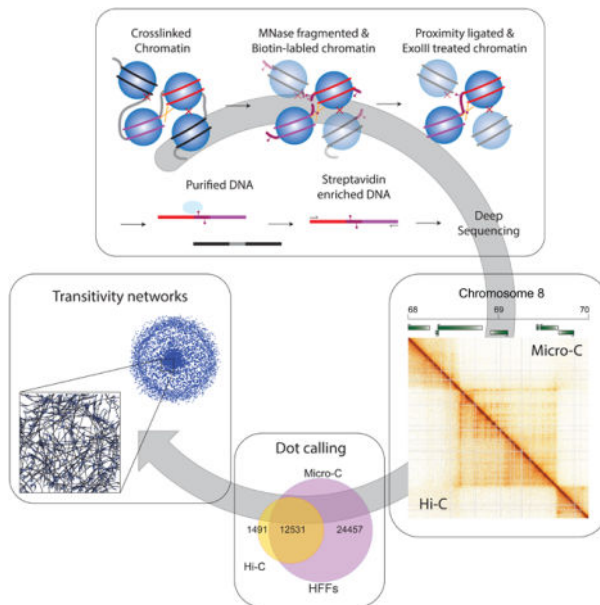 Crosslinked
Chromatin
MNase fragmented &
Biotin-labled chromatin
Proximity ligated &
ExoIII treated chromatin
Purified DNA
Streptavidin
enriched DNA
Deep
Sequencing
Transitivity networks
Chromosome 8
68 69 70
Micro-C
Hi-C
Dot calling
Micro-C
1491 12531 24457
Hi-C
HFFs